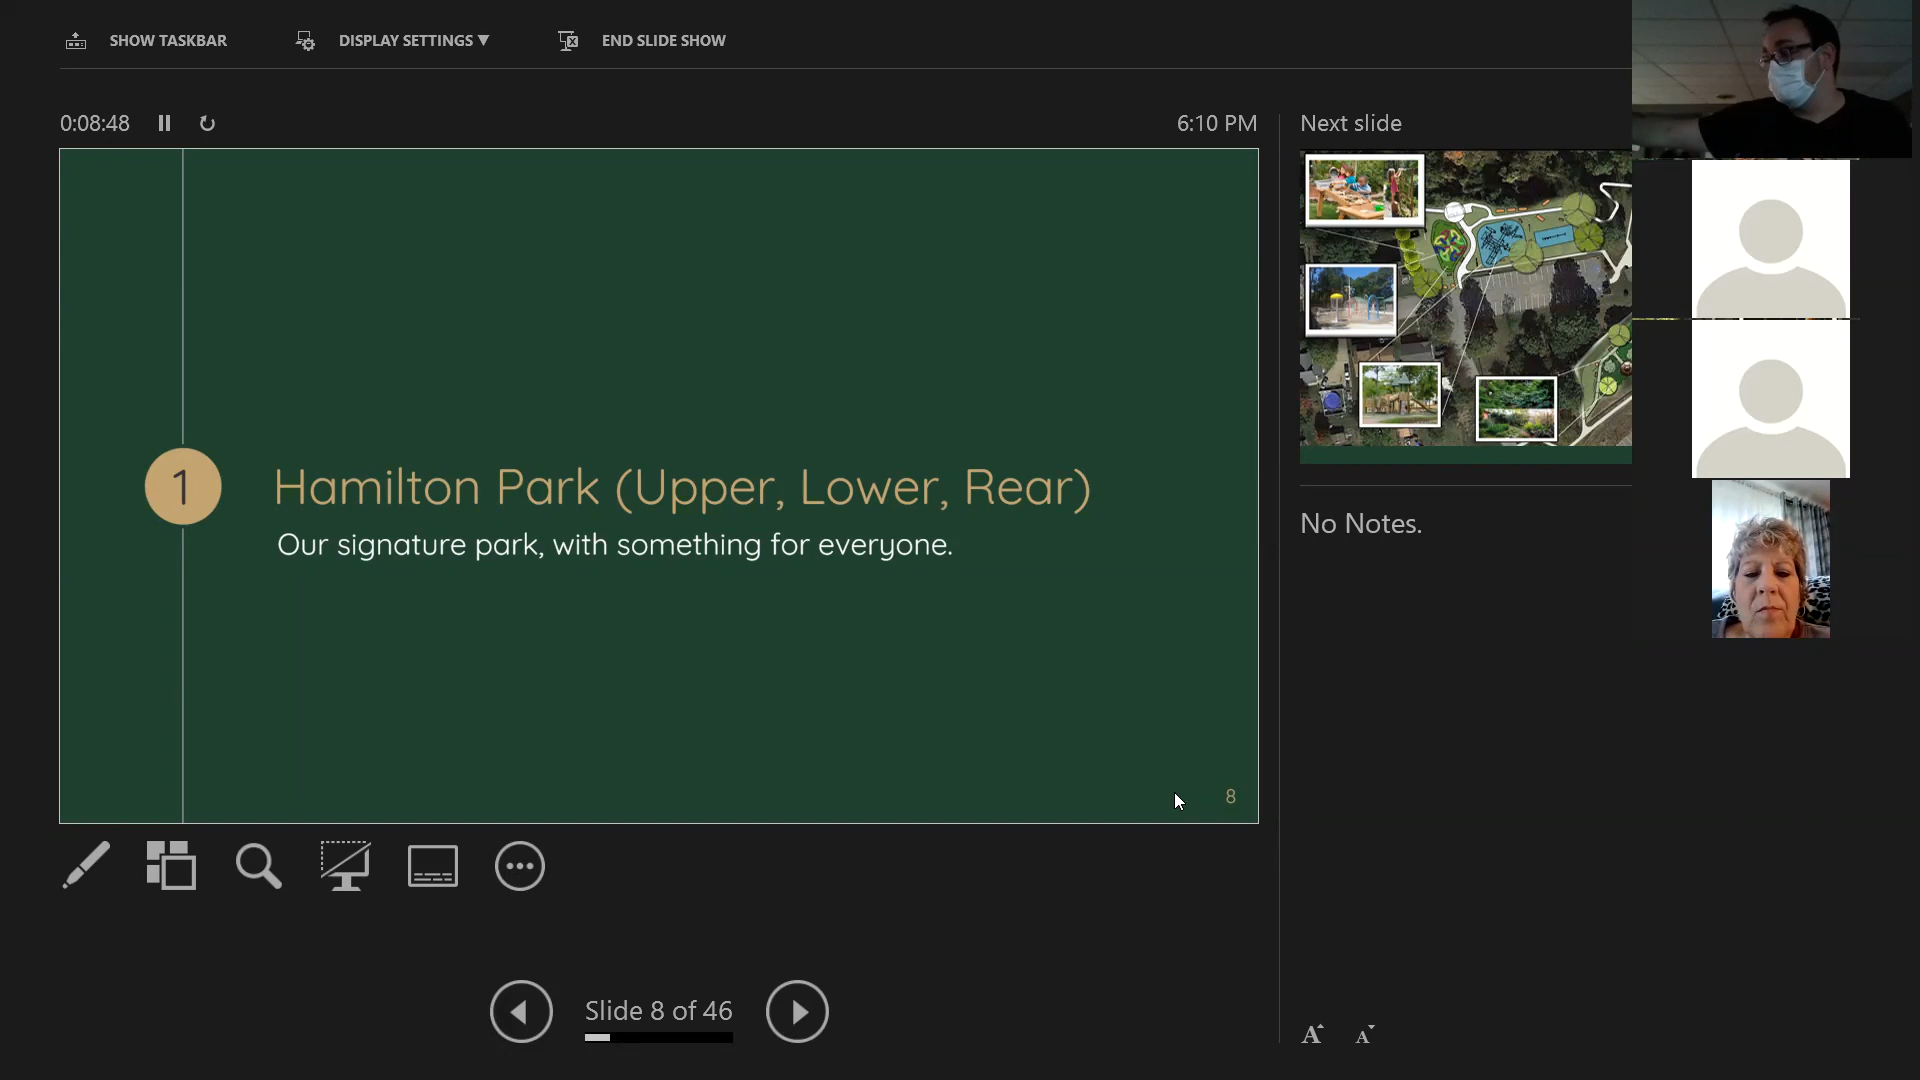 SHOW TASKBAR
DISPLAY SETTINGS ▼
END SLIDE SHOW
0:08:48
6:10 PM
Next slide
1
Hamilton Park (Upper, Lower, Rear)
Our signature park, with something for everyone.
8
No Notes.
Slide 8 of 46
A
A